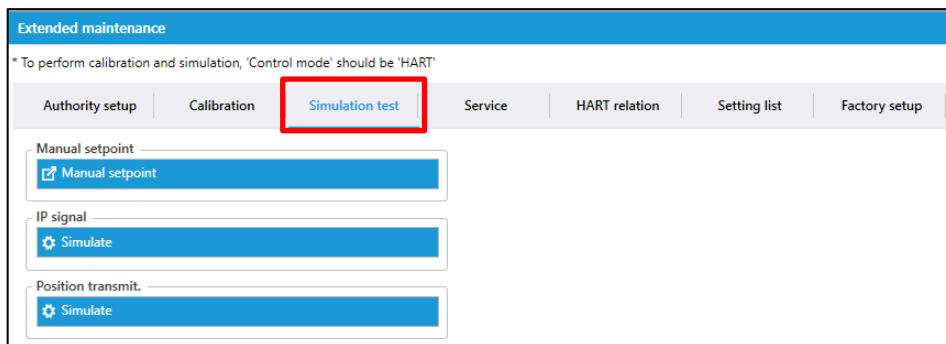 Extended maintenance
* To perform calibration and simulation, 'Control mode' should be 'HART'
Authority setup Calibration Simulation test Service HART relation Setting list Factory setup
Manual setpoint
Manual setpoint
IP signal
Simulate
Position transmit.
Simulate